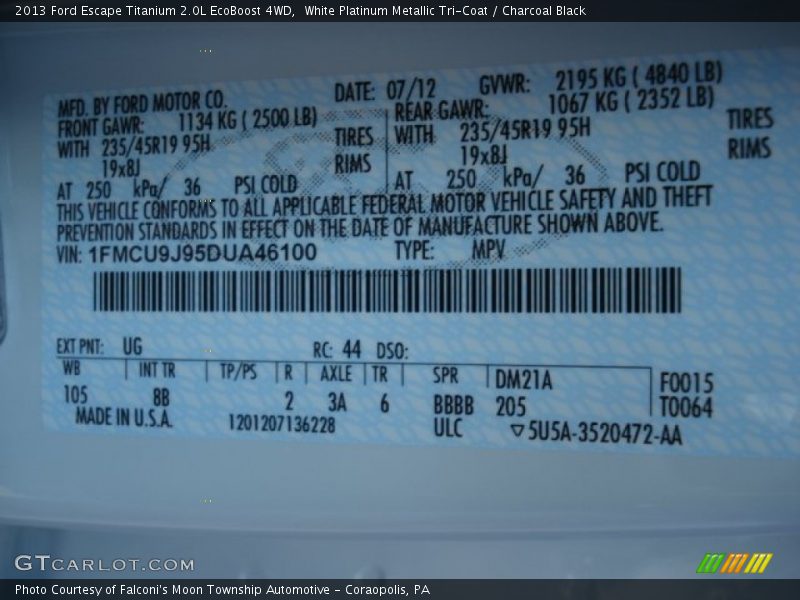 2013 Ford Escape Titanium 2.0L EcoBoost 4WD,  White Platinum Metallic Tri-Coat / Charcoal Black
MFD. BY FORD MOTOR CO. DATE: 07/12 GVWR: 2195 KG ( 4840 LB)
FRONT GAWR: 1134 KG ( 2500 LB) REAR GAWR: 1067 KG ( 2352 LB)
WITH 235/45R19 95H TIRES WITH 235/45R19 95H TIRES
19x8J RIMS 19x8J RIMS
AT 250 kPa/ 36 PSI COLD AT 250 kPa/ 36 PSI COLD
THIS VEHICLE CONFORMS TO ALL APPLICABLE FEDERAL MOTOR VEHICLE SAFETY AND THEFT
PREVENTION STANDARDS IN EFFECT ON THE DATE OF MANUFACTURE SHOWN ABOVE.
VIN: 1FMCU9J95DUA46100 TYPE: MPV
EXT PNT: UG RC: 44 DSO:
WB INT TR TP/PS R AXLE TR SPR DM21A F0015
105 8B 2 3A 6 BBBB 205 T0064
MADE IN U.S.A. 1201207136228 ULC ▽5U5A-3520472-AA
GTCARLOT.COM
Photo Courtesy of Falconi's Moon Township Automotive - Coraopolis, PA